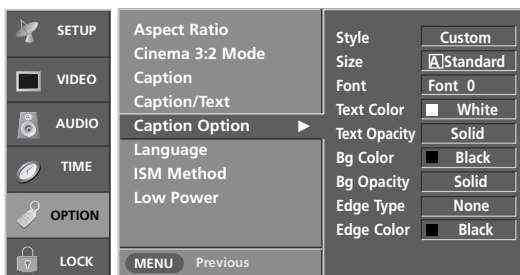 SETUP
VIDEO
AUDIO
TIME
OPTION
LOCK
Aspect Ratio
Cinema 3:2 Mode
Caption
Caption/Text
Caption Option ▶
Language
ISM Method
Low Power
MENU Previous
Style Custom
Size A Standard
Font Font 0
Text Color White
Text Opacity Solid
Bg Color Black
Bg Opacity Solid
Edge Type None
Edge Color Black